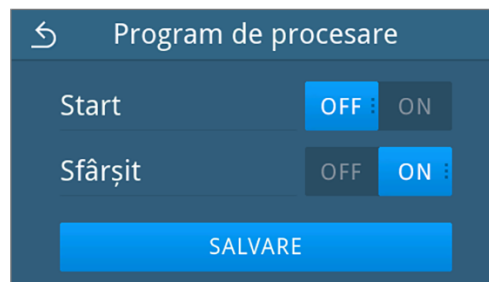 Program de procesare
Start OFF ON
Sfârșit OFF ON
SALVARE